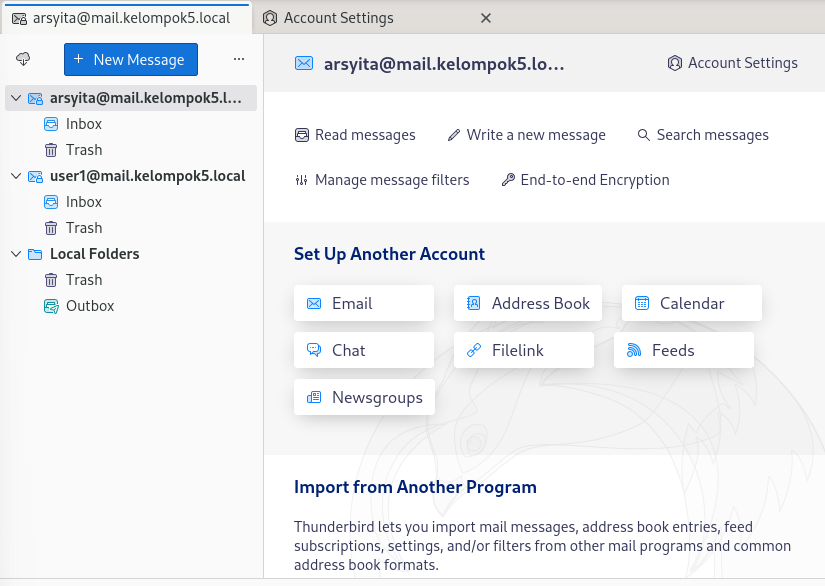 arsyita@mail.kelompok5.local
Account Settings
+ New Message
arsyita@mail.kelompok5.l...
Inbox
Trash
user1@mail.kelompok5.local
Inbox
Trash
Local Folders
Trash
Outbox
arsyita@mail.kelompok5.lo...
Account Settings
Read messages
Write a new message
Search messages
Manage message filters
End-to-end Encryption
Set Up Another Account
Email
Address Book
Calendar
Chat
Filelink
Feeds
Newsgroups
Import from Another Program
Thunderbird lets you import mail messages, address book entries, feed
subscriptions, settings, and/or filters from other mail programs and common
address book formats.